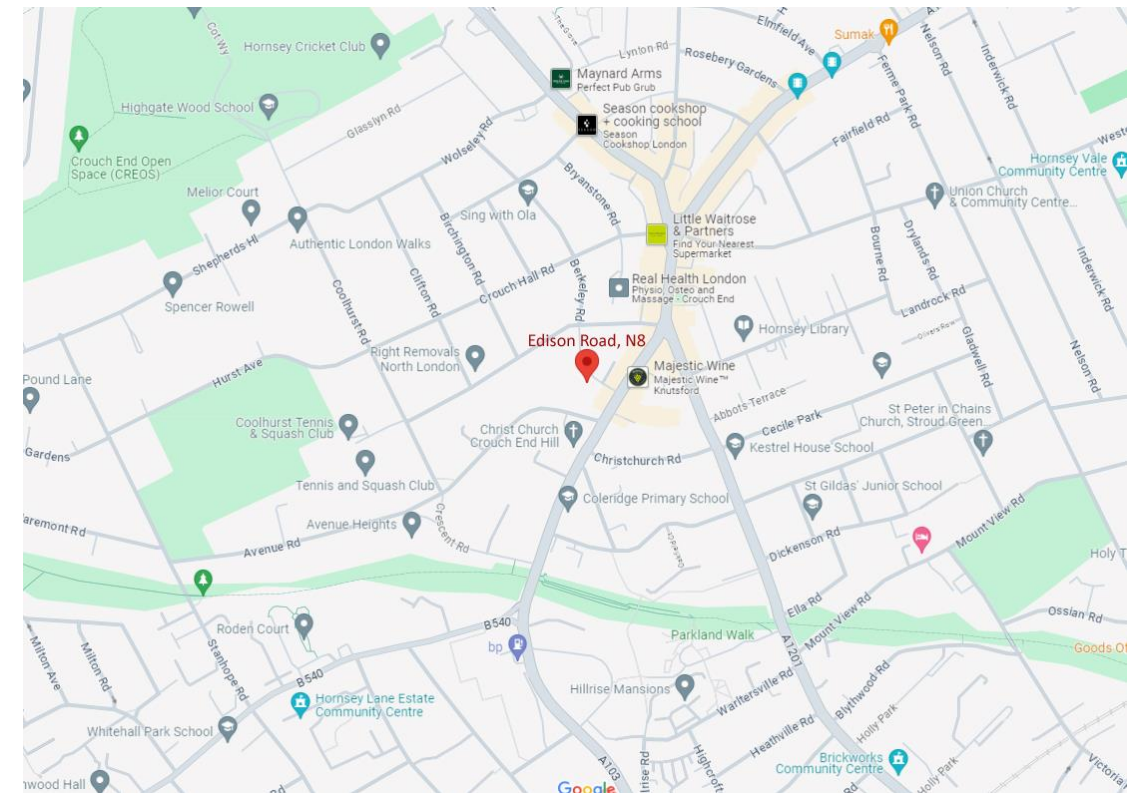 Hornsey Cricket Club
Cot Wy
Highgate Wood School
Glasslyn Rd
Crouch End Open
Space (CREOS)
Melior Court
Wolseley Rd
Lynton Rd
Elmfield Ave
Rosebery Gardens
Sumak
Nelson Rd
Inderwick Rd
Ferme Park Rd
Maynard Arms
Perfect Pub Grub
Season cookshop
+ cooking school
Season
Cookshop London
Fairfield Rd
Hornsey Vale
Community Centre
Union Church
& Community Centre...
Sing with Ola
Bryanstone Rd
Authentic London Walks
Birchington Rd
Shepherds Hl
Spencer Rowell
Coolhurst Rd
Clifton Rd
Crouch Hall Rd
Berkeley Rd
Little Waitrose
& Partners
Find Your Nearest
Supermarket
Real Health London
Physio, Osteo and
Massage - Crouch End
Bourne Rd
Drylands Rd
Inderwick Rd
Landrock Rd
Hornsey Library
Gladwell Rd
Nelson Rd
Edison Road, N8
Right Removals
North London
Hurst Ave
Pound Lane
Majestic Wine
Majestic Wine™
Knutsford
Abbots Terrace
Cecile Park
St Peter in Chains
Church, Stroud Green...
Coolhurst Tennis
& Squash Club
Christ Church
Crouch End Hill
Kestrel House School
Gardens
Christchurch Rd
Tennis and Squash Club
Coleridge Primary School
St Gildas' Junior School
Avenue Heights
Crescent Rd
Avenue Rd
Dickenson Rd
Mount View Rd
Holy T
Ella Rd
Mount View Rd
Ossian Rd
Roden Court
B540
bp
Parkland Walk
A1201
Goods Of
Milton Ave
Milton Rd
Stanhope Rd
B540
Hillrise Mansions
Warltersville Rd
Blythwood Rd
Hornsey Lane Estate
Community Centre
Whitehall Park School
Heathville Rd
Holly Park
Brickworks
Community Centre
Holly Park
Victoria
nwood Hall
A103
Highcroft
Google